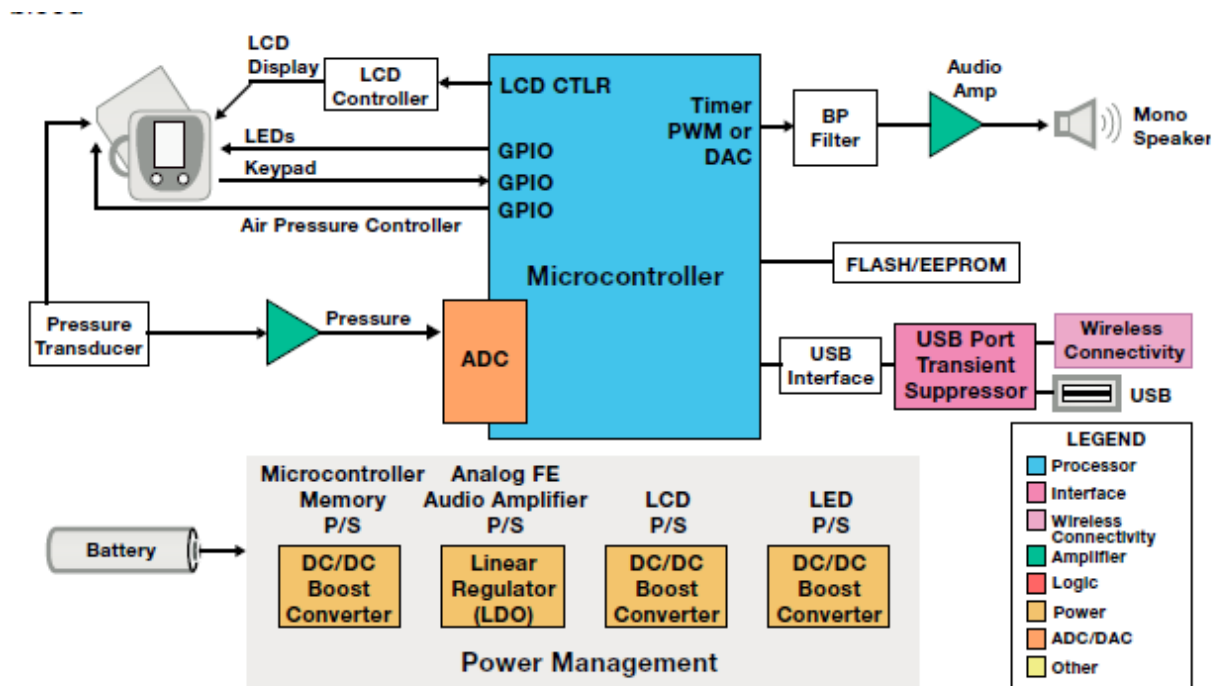 LCD
Display
LCD
Controller
LCD CTLR
LEDs
GPIO
Keypad
GPIO
GPIO
Air Pressure Controller
Timer
PWM or
DAC
BP
Filter
Audio
Amp
Mono
Speaker
Microcontroller
FLASH/EEPROM
Pressure
Transducer
Pressure
ADC
USB
Interface
USB Port
Transient
Suppressor
Wireless
Connectivity
USB
Battery
Microcontroller
Memory
P/S
DC/DC
Boost
Converter
Analog FE
Audio Amplifier
P/S
Linear
Regulator
(LDO)
LCD
P/S
DC/DC
Boost
Converter
LED
P/S
DC/DC
Boost
Converter
Power Management
LEGEND
Processor
Interface
Wireless
Connectivity
Amplifier
Logic
Power
ADC/DAC
Other